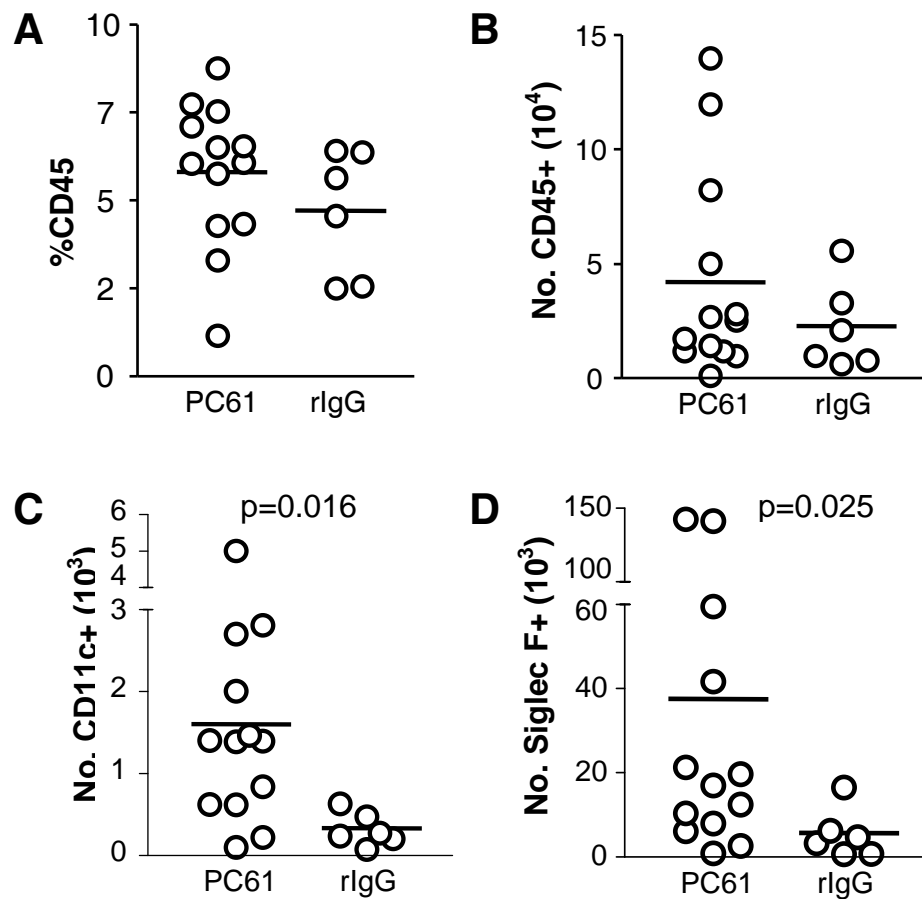 A
%CD45
10
7
5
2
0
PC61 rIgG
B
No. CD45+ (10⁴)
15
10
5
0
PC61 rIgG
C
p=0.016
No. CD11c+ (10³)
6
5
4
3
2
1
0
PC61 rIgG
D
p=0.025
No. Siglec F+ (10³)
150
100
60
40
20
0
PC61 rIgG